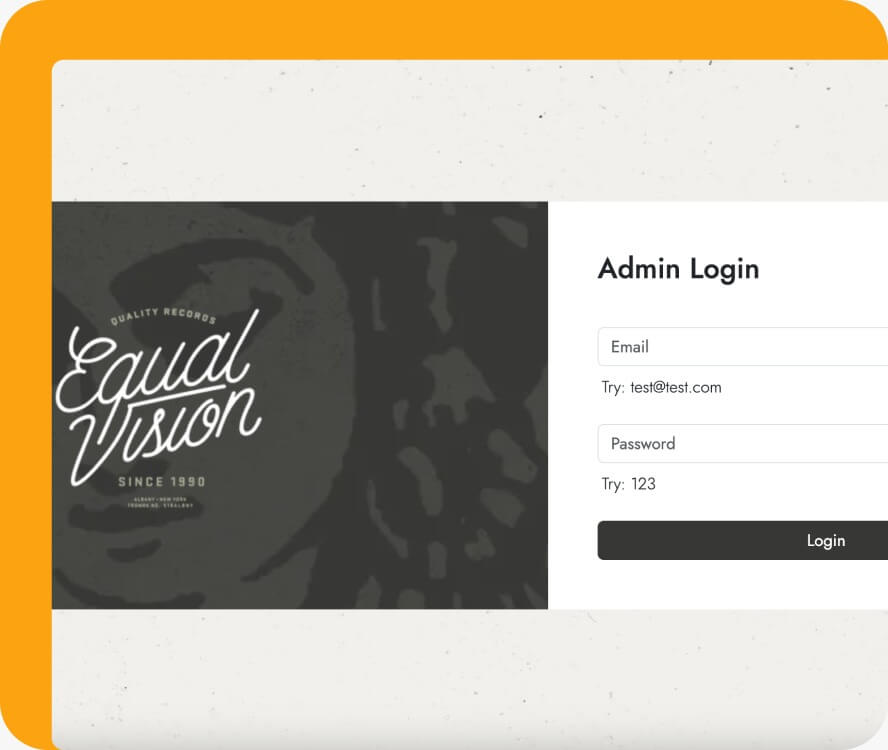 QUALITY RECORDS
Equal
Vision
SINCE 1990
ALBANY • NEW YORK
Admin Login
Email
Try: test@test.com
Password
Try: 123
Login